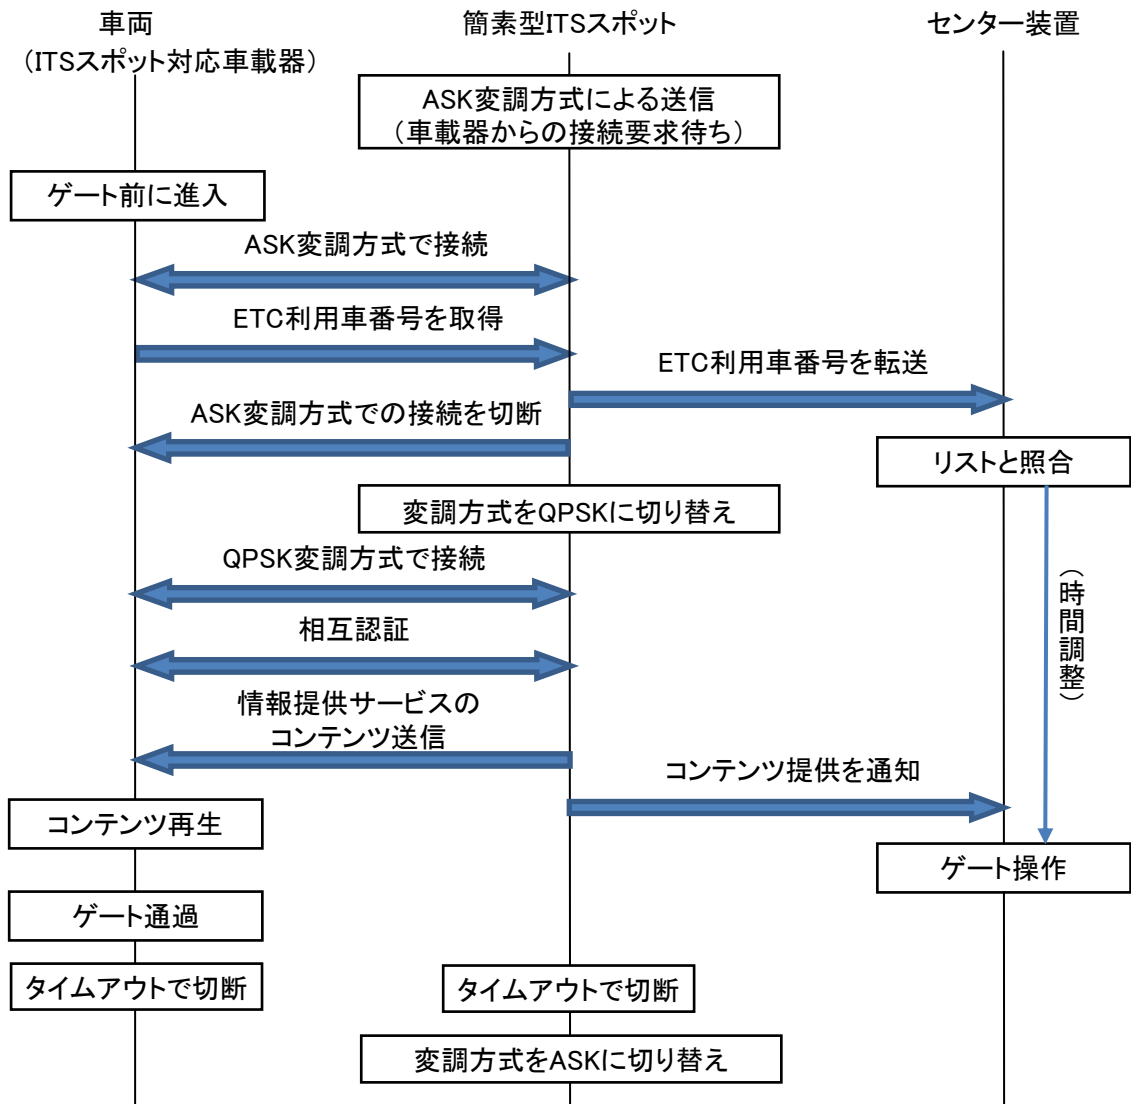 車両
（ITSスポット対応車載器）
簡素型ITSスポット
センター装置
ASK変調方式による送信
（車載器からの接続要求待ち）
ゲート前に進入
ASK変調方式で接続
ETC利用車番号を取得
ETC利用車番号を転送
ASK変調方式での接続を切断
リストと照合
変調方式をQPSKに切り替え
QPSK変調方式で接続
（時間調整）
相互認証
情報提供サービスの
コンテンツ送信
コンテンツ提供を通知
コンテンツ再生
ゲート操作
ゲート通過
タイムアウトで切断
タイムアウトで切断
変調方式をASKに切り替え